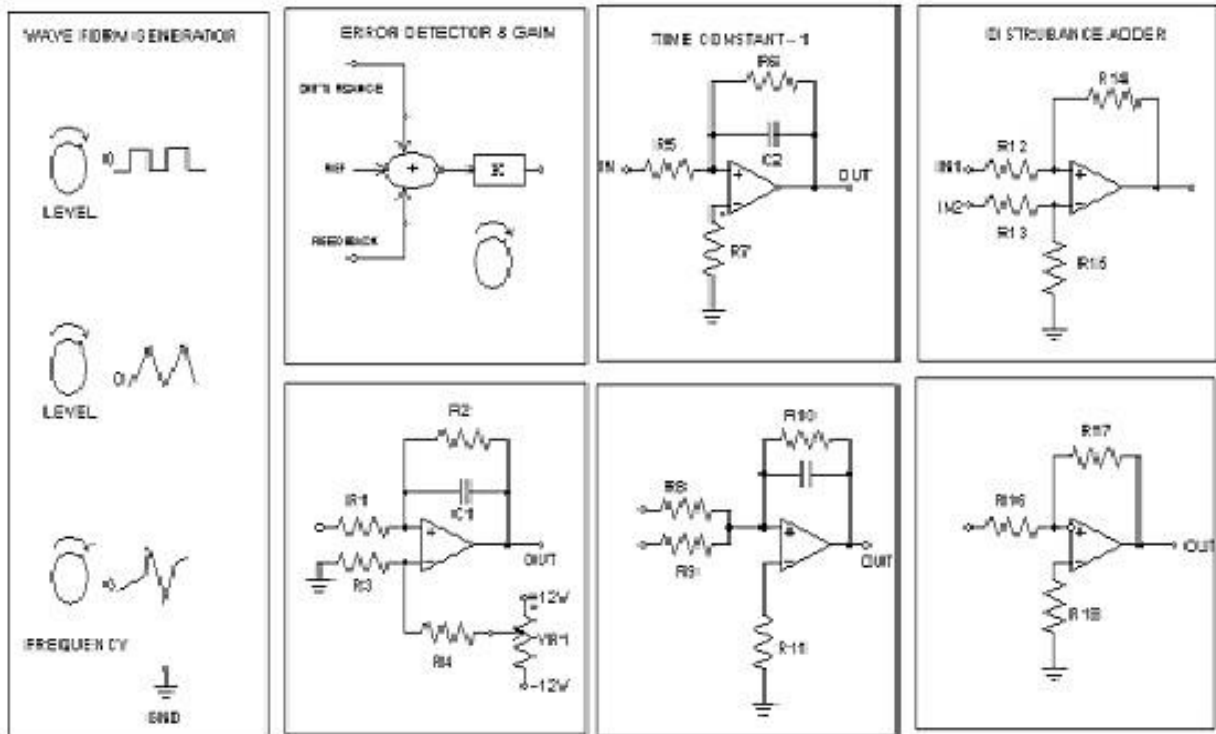 WAVE FORM GENERATOR
LEVEL
LEVEL
FREQUENCY
GND
ERROR DETECTOR & GAIN
REF
FEEDBACK
K
TIME CONSTANT-1
R6
C2
R5
IN
OUT
R7
DISTRUBANCE ADDER
R14
R12
IN1
IN2
R13
R15
R2
C1
R1
OUT
R3
R4
VR1
-12V
R10
R8
R9
OUT
R11
R17
R16
OUT
R18